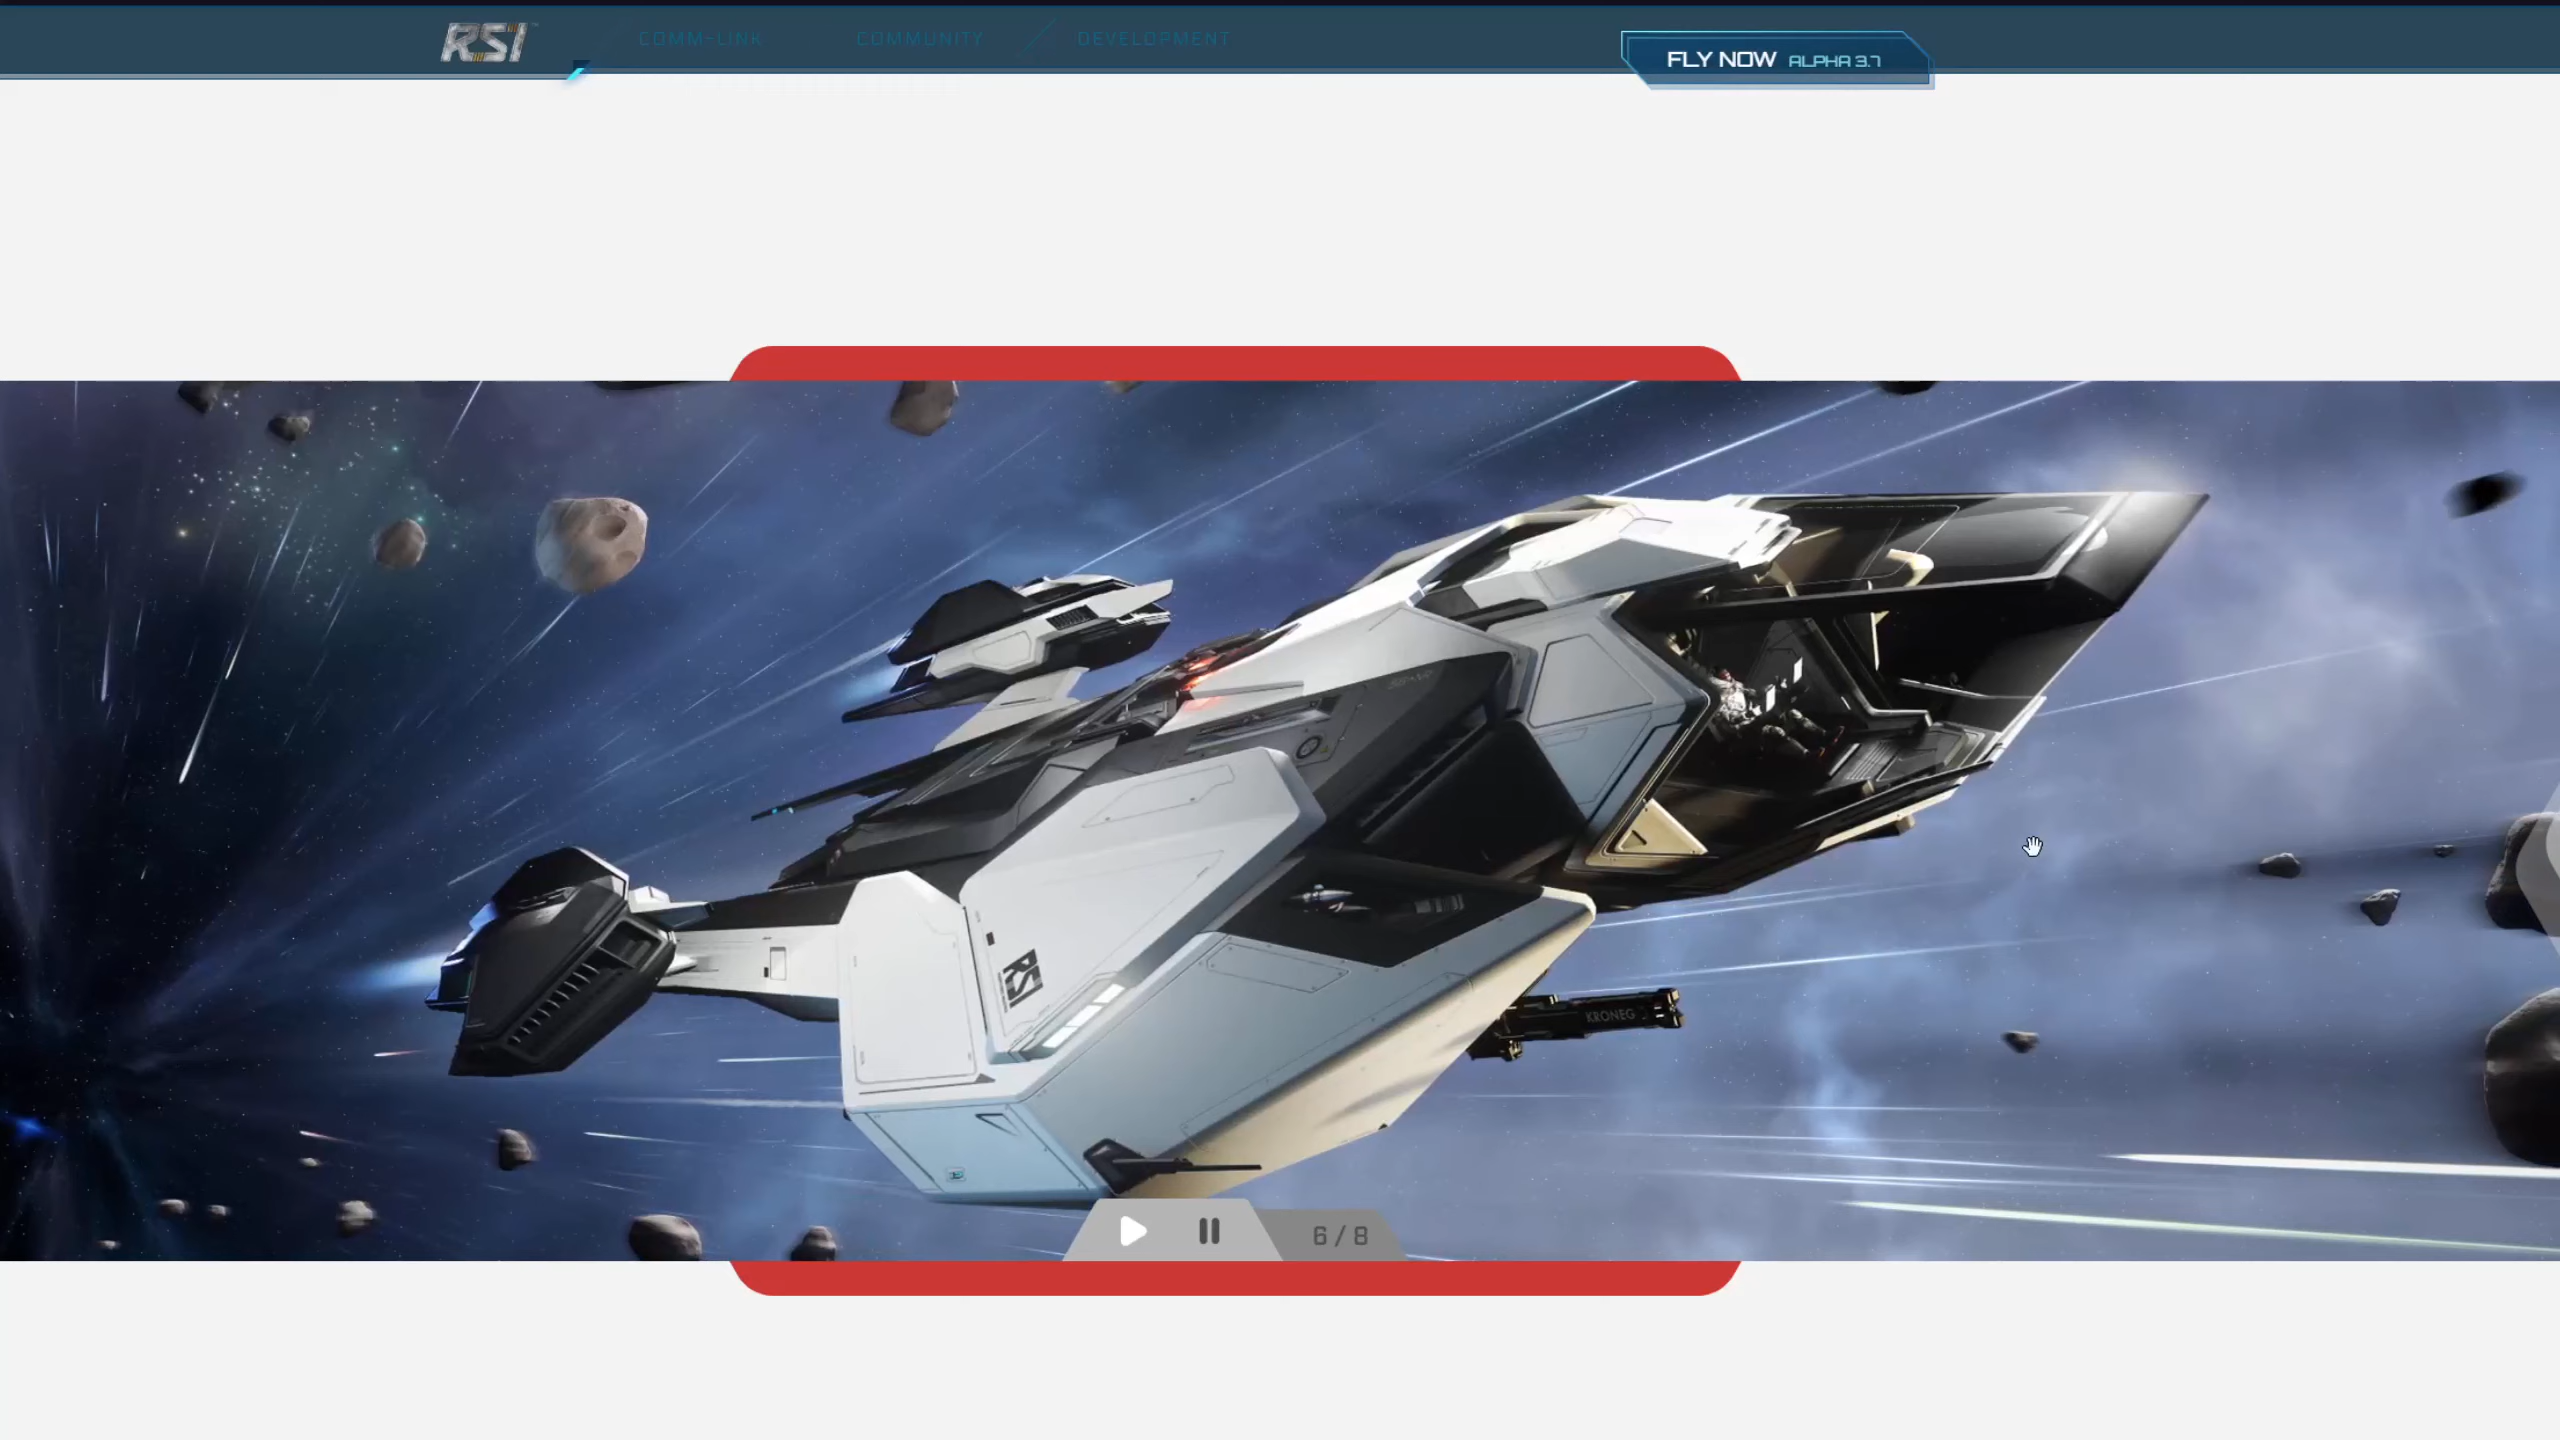 RSI
COMM-LINK
COMMUNITY
DEVELOPMENT
FLY NOW ALPHA 3.7
RSI
KRONEG
6 / 8